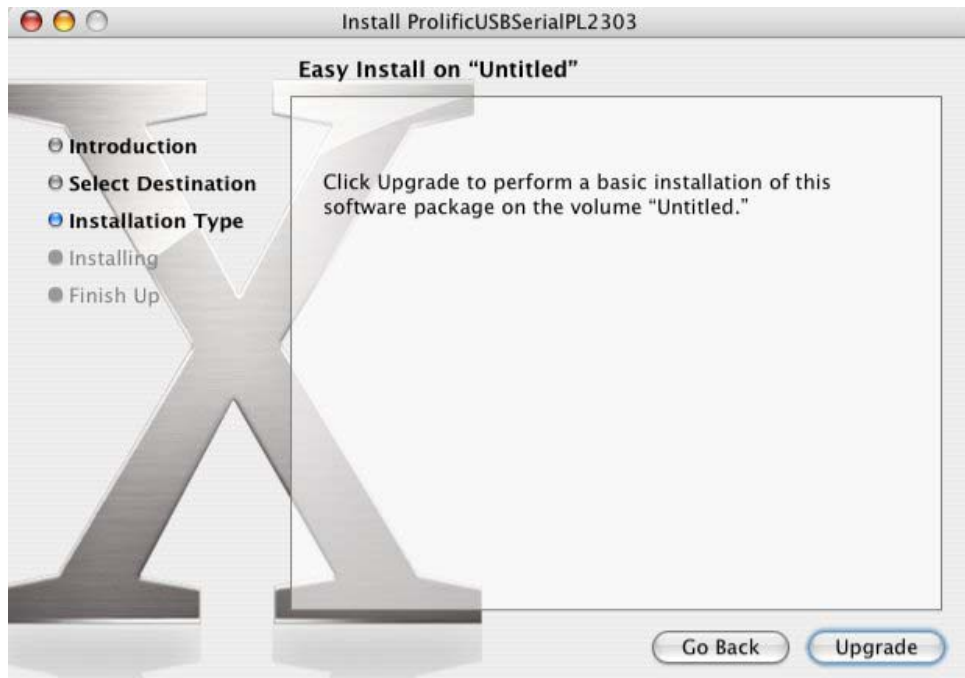 Install ProlificUSBSerialPL2303
Easy Install on “Untitled”
Introduction
Select Destination
Installation Type
Installing
Finish Up
Click Upgrade to perform a basic installation of this
software package on the volume “Untitled.”
Go Back
Upgrade